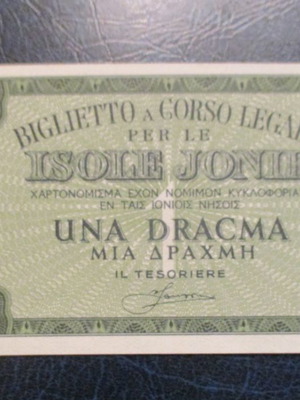 BIGLIETTO A CORSO LEGAL
PER LE
ISOLE JONIE
ΧΑΡΤΟΝΟΜΙΣΜΑ ΕΧΟΝ ΝΟΜΙΜΟΝ ΚΥΚΛΟΦΟΡΙΑ
ΕΝ ΤΑΙΣ ΙΟΝΙΟΙΣ ΝΗΣΟΙΣ
UNA DRACMA
ΜΙΑ ΔΡΑΧΜΗ
IL TESORIERE